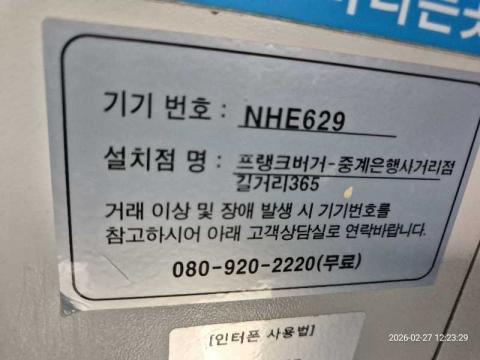 기기 번호 : NHE629
설치점 명 : 프랭크버거-중계은행사거리점
길거리365
거래 이상 및 장애 발생 시 기기번호를
참고하시어 아래 고객상담실로 연락바랍니다.
080-920-2220(무료)
[인터폰 사용법]
2026-02-27 12:23:29